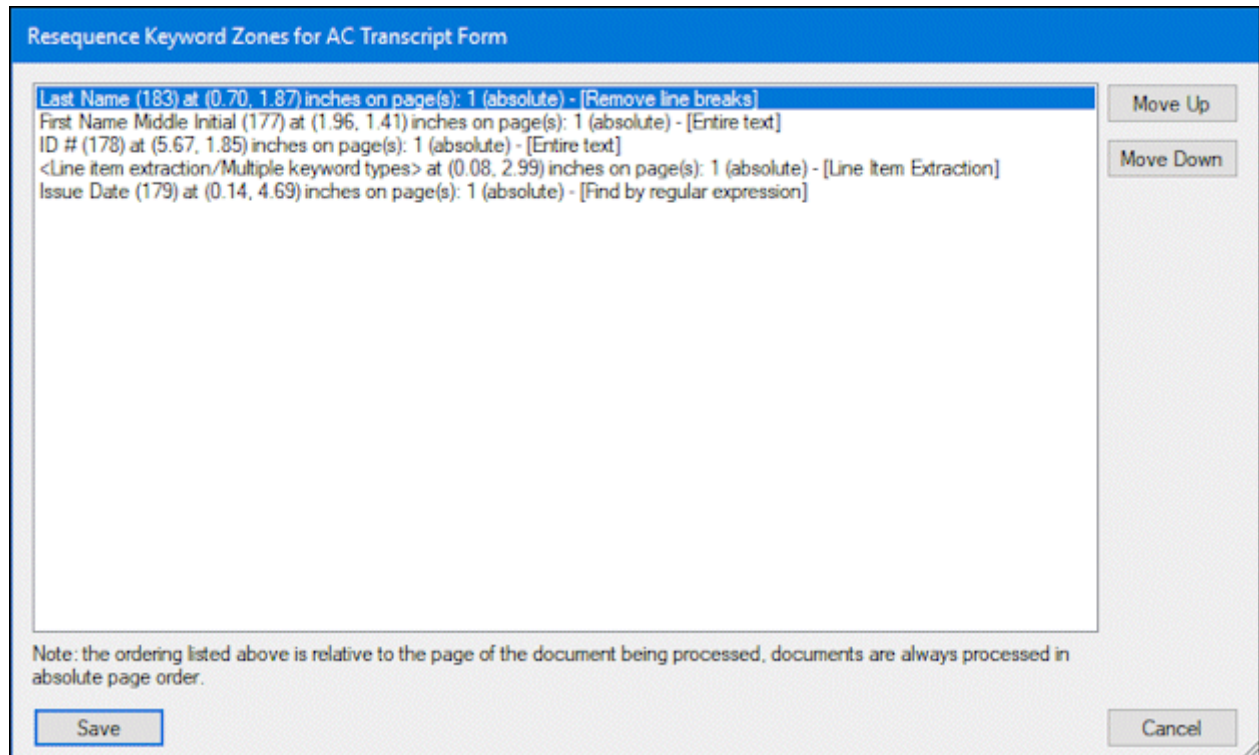 Resequence Keyword Zones for AC Transcript Form
Last Name (183) at (0.70, 1.87) inches on page(s): 1 (absolute) - [Remove line breaks]
First Name Middle Initial (177) at (1.96, 1.41) inches on page(s): 1 (absolute) - [Entire text]
ID # (178) at (5.67, 1.85) inches on page(s): 1 (absolute) - [Entire text]
<Line item extraction/Multiple keyword types> at (0.08, 2.99) inches on page(s): 1 (absolute) - [Line Item Extraction]
Issue Date (179) at (0.14, 4.69) inches on page(s): 1 (absolute) - [Find by regular expression]
Move Up
Move Down
Note: the ordering listed above is relative to the page of the document being processed, documents are always processed in
absolute page order.
Save
Cancel